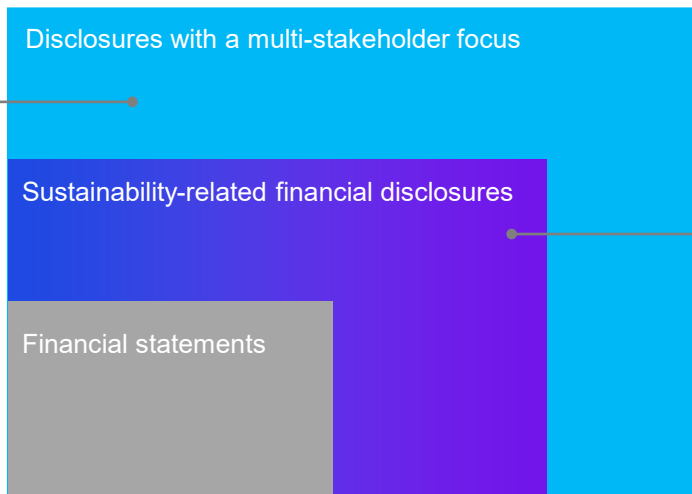 Disclosures with a multi-stakeholder focus
Sustainability-related financial disclosures
Financial statements